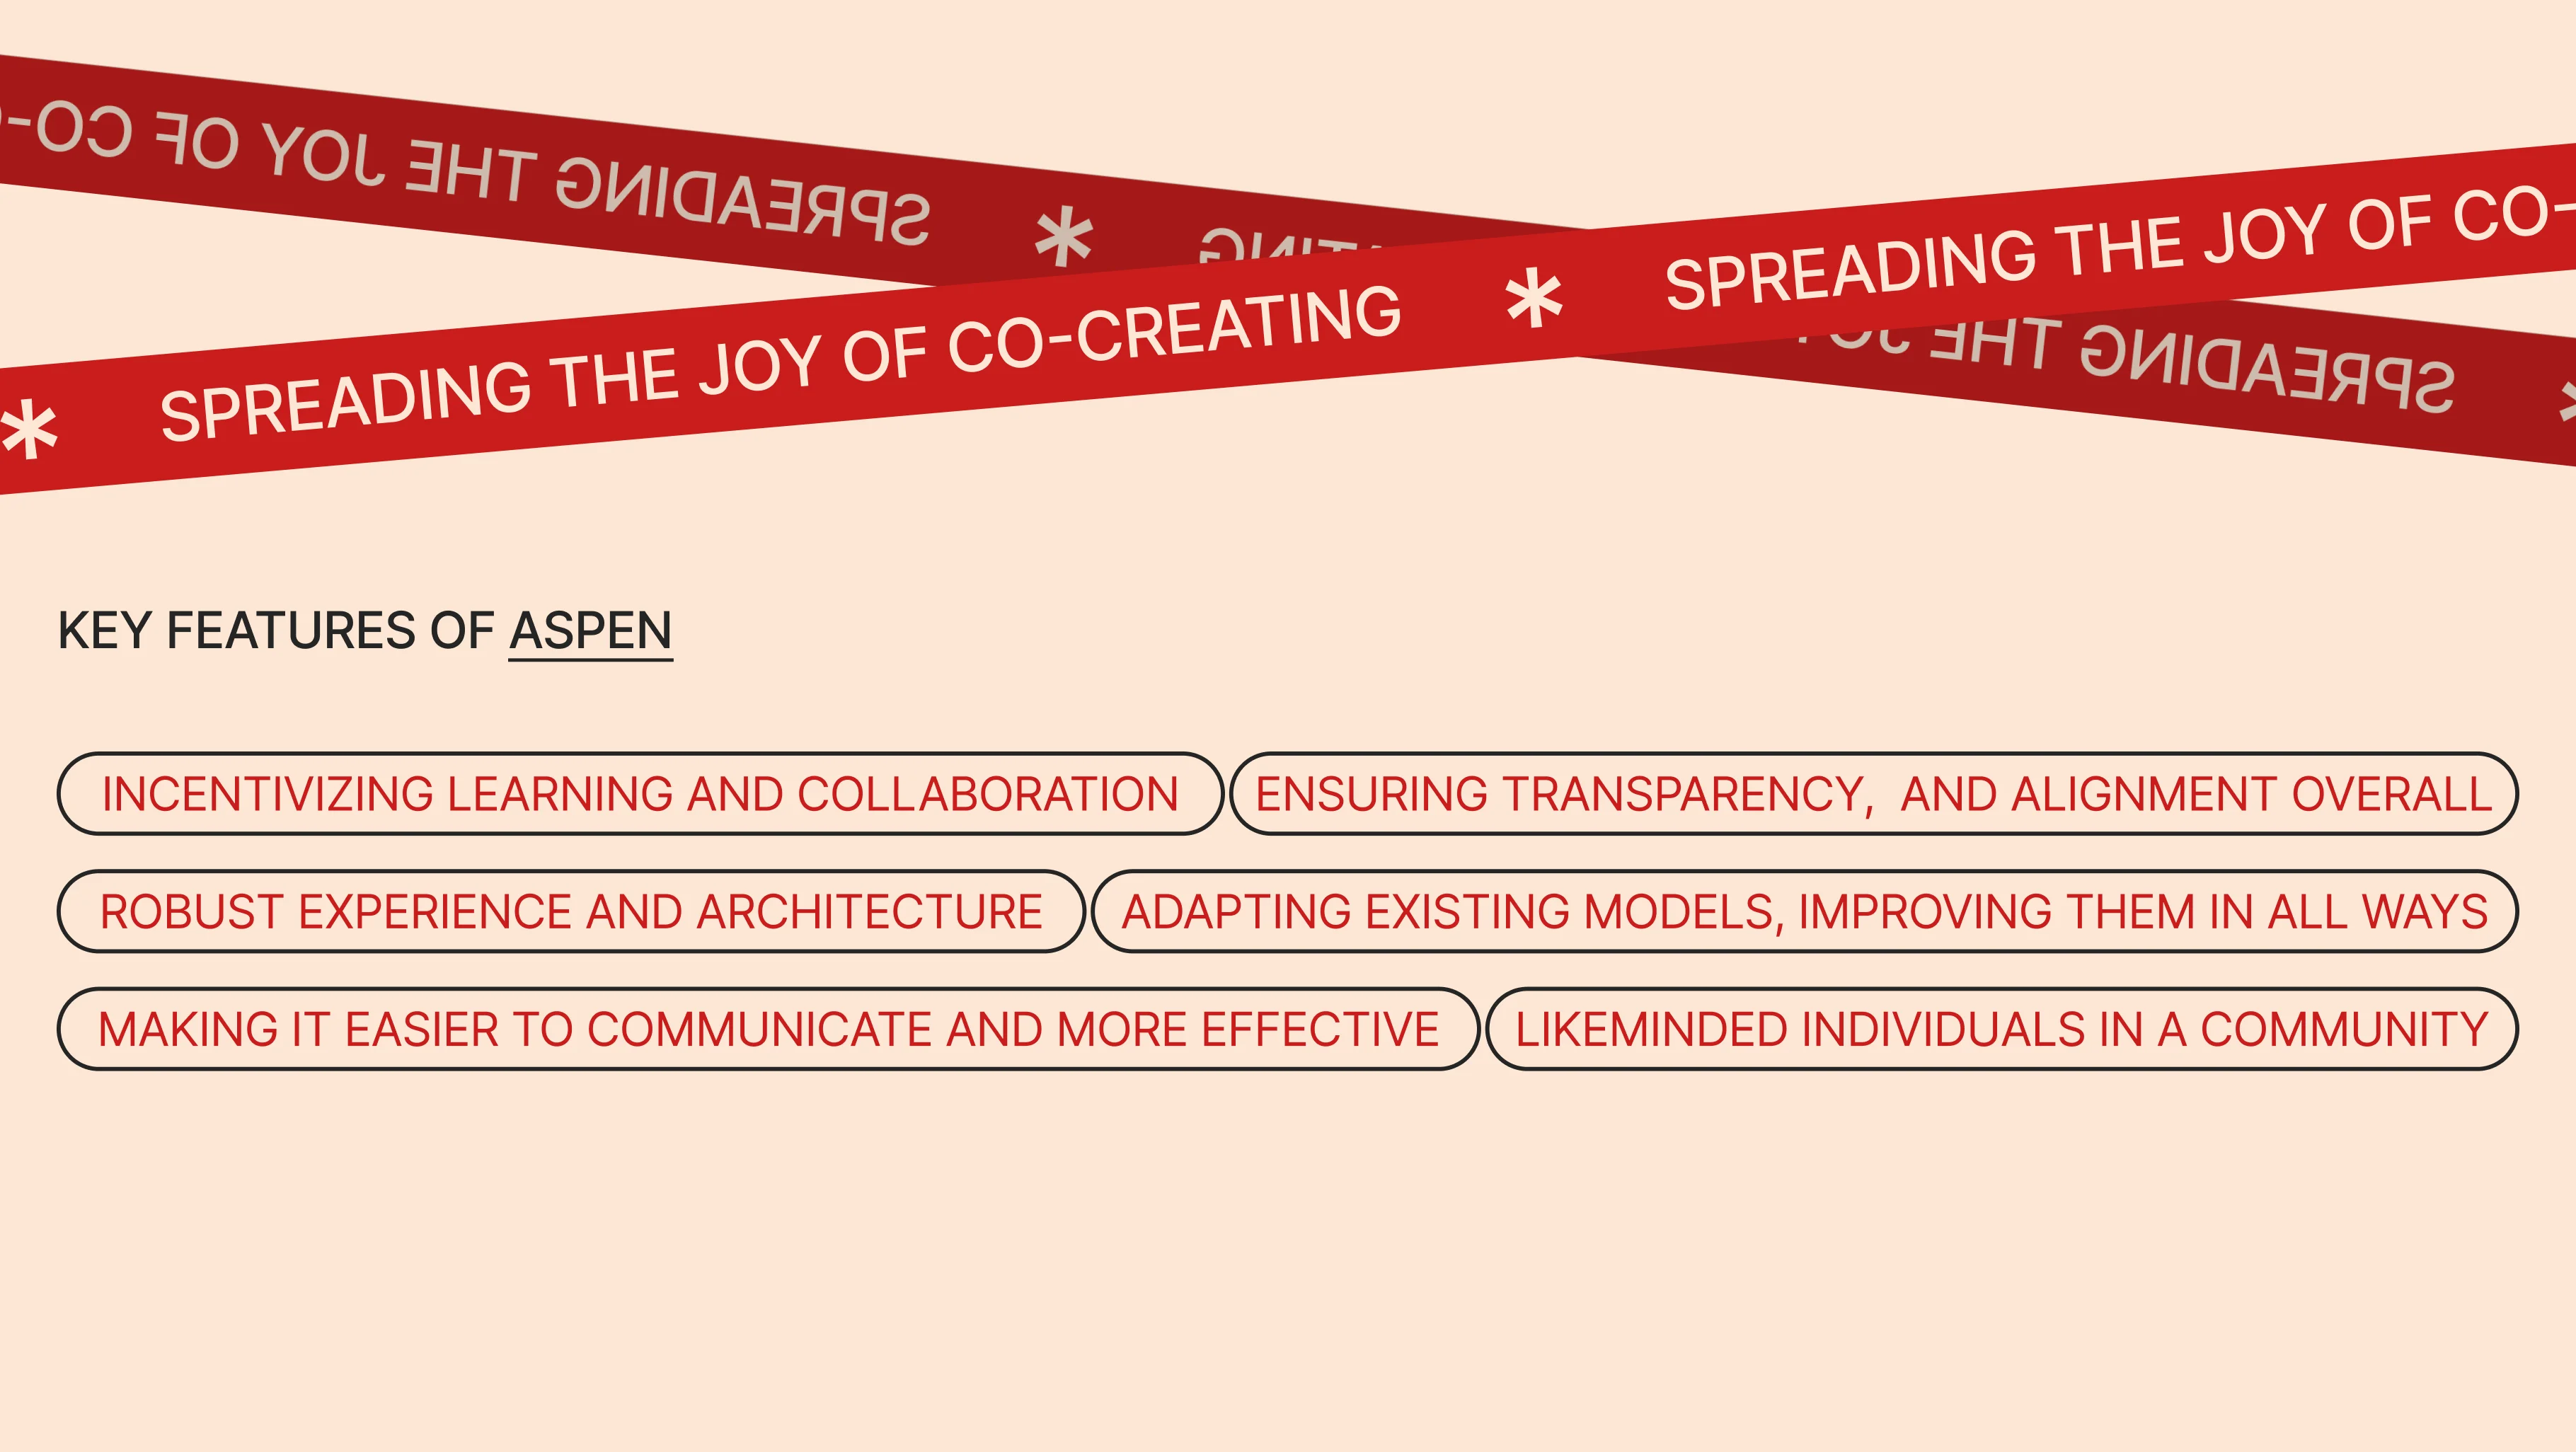 SPREADING THE JOY OF CO-
SPREADING THE JOY OF CO-CREATING * SPREADING THE JOY OF CO-
* SPREADING THE
KEY FEATURES OF ASPEN
INCENTIVIZING LEARNING AND COLLABORATION
ENSURING TRANSPARENCY,  AND ALIGNMENT OVERALL
ROBUST EXPERIENCE AND ARCHITECTURE
ADAPTING EXISTING MODELS, IMPROVING THEM IN ALL WAYS
MAKING IT EASIER TO COMMUNICATE AND MORE EFFECTIVE
LIKEMINDED INDIVIDUALS IN A COMMUNITY